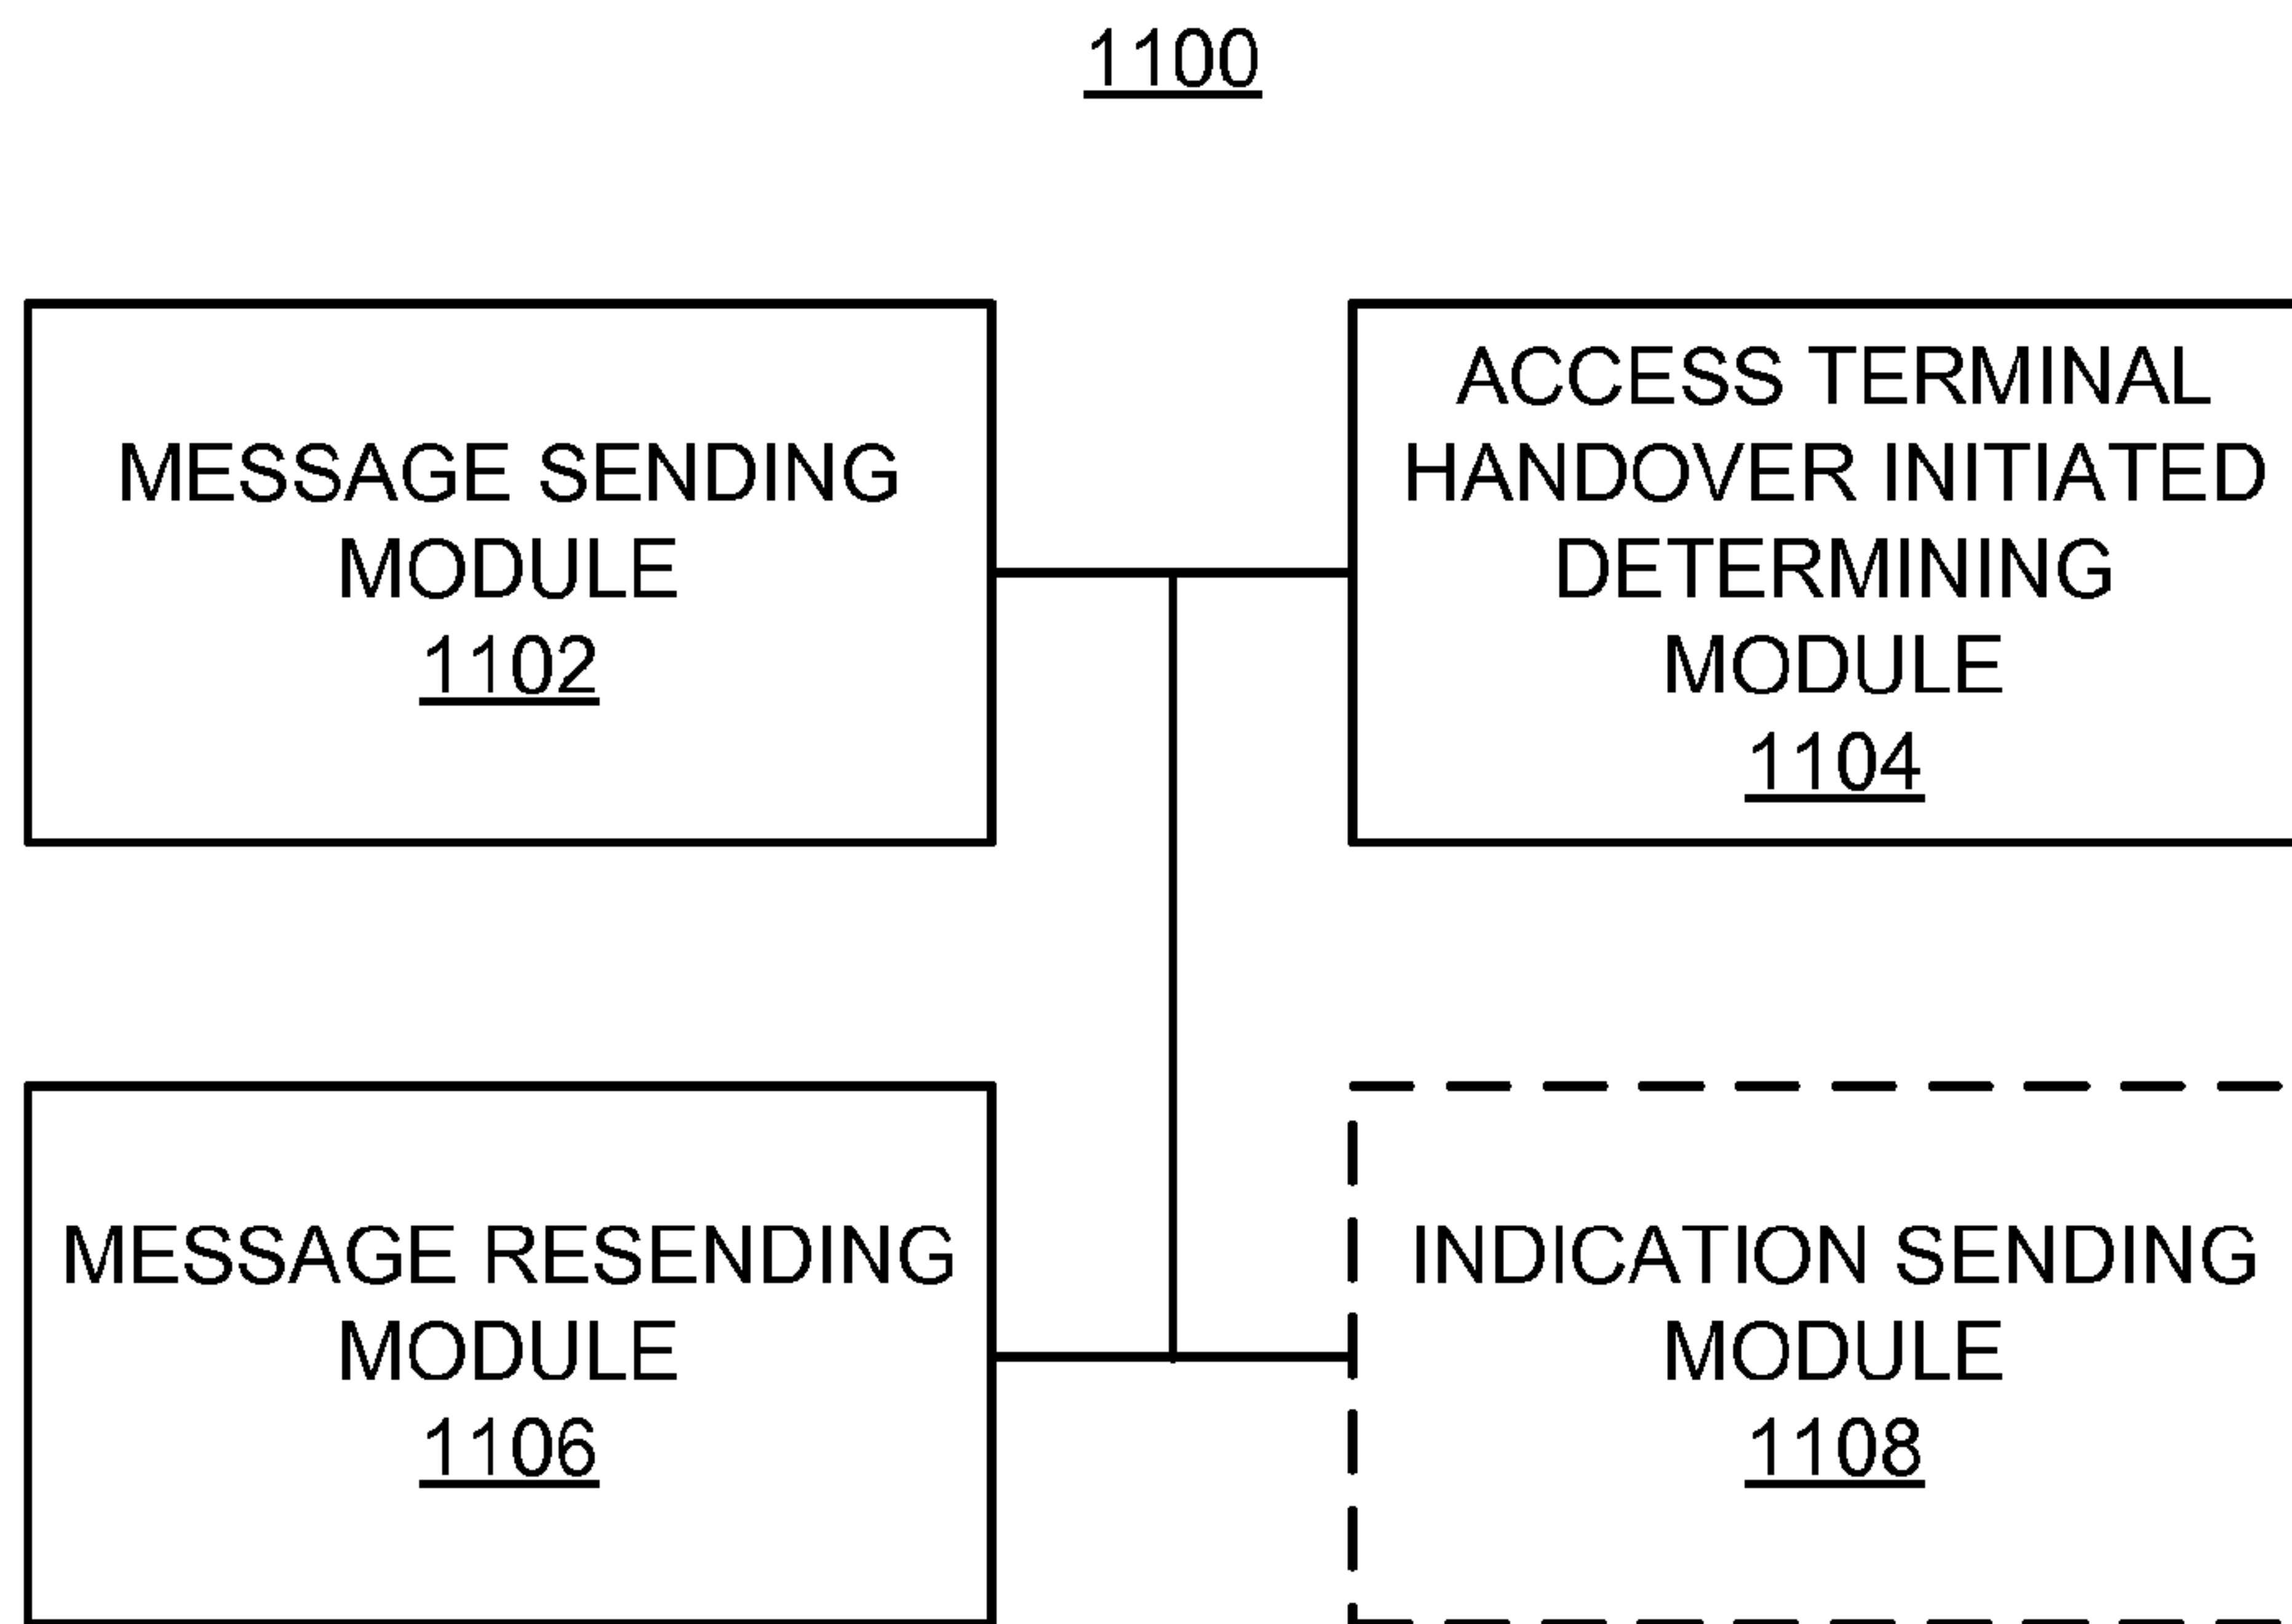 1100
MESSAGE SENDING
MODULE
1102
ACCESS TERMINAL
HANDOVER INITIATED
DETERMINING
MODULE
1104
MESSAGE RESENDING
MODULE
1106
INDICATION SENDING
MODULE
1108